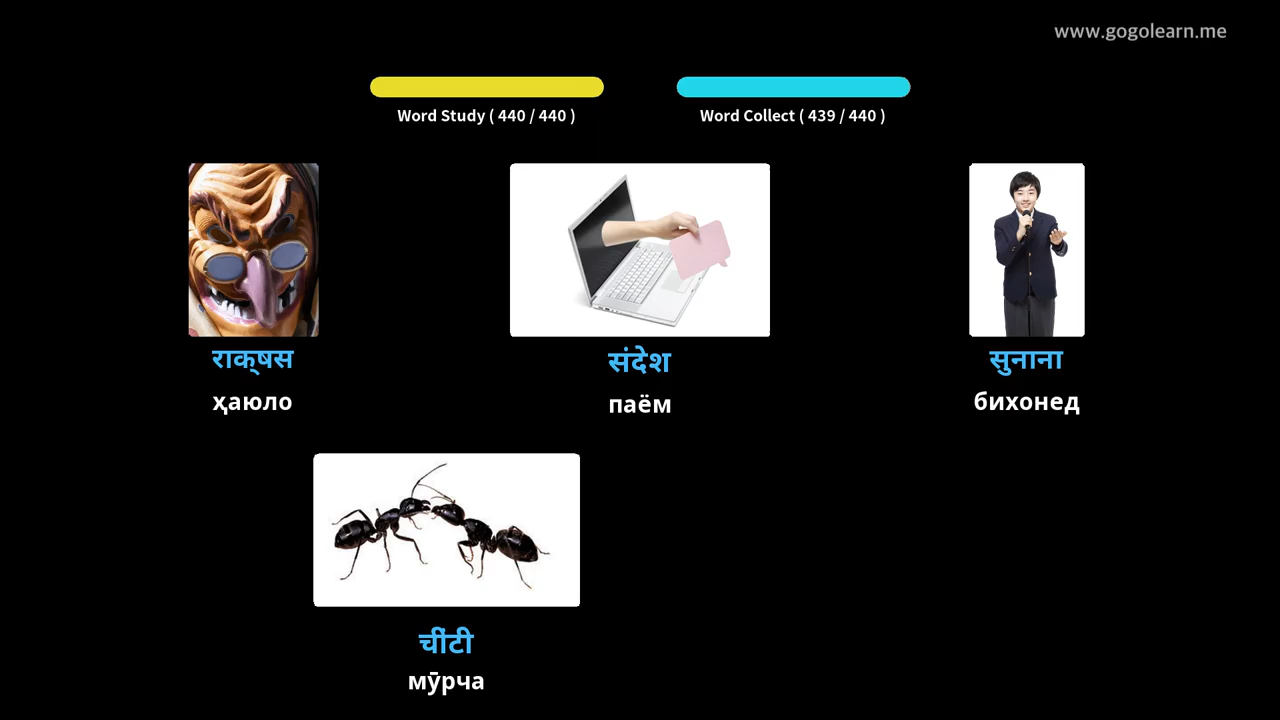 www.gogolearn.me
Word Study ( 440 / 440 )
Word Collect ( 439 / 440 )
राक्षस
संदेश
सुनाना
ҳаюло
паём
бихонед
चींटी
мӯрча